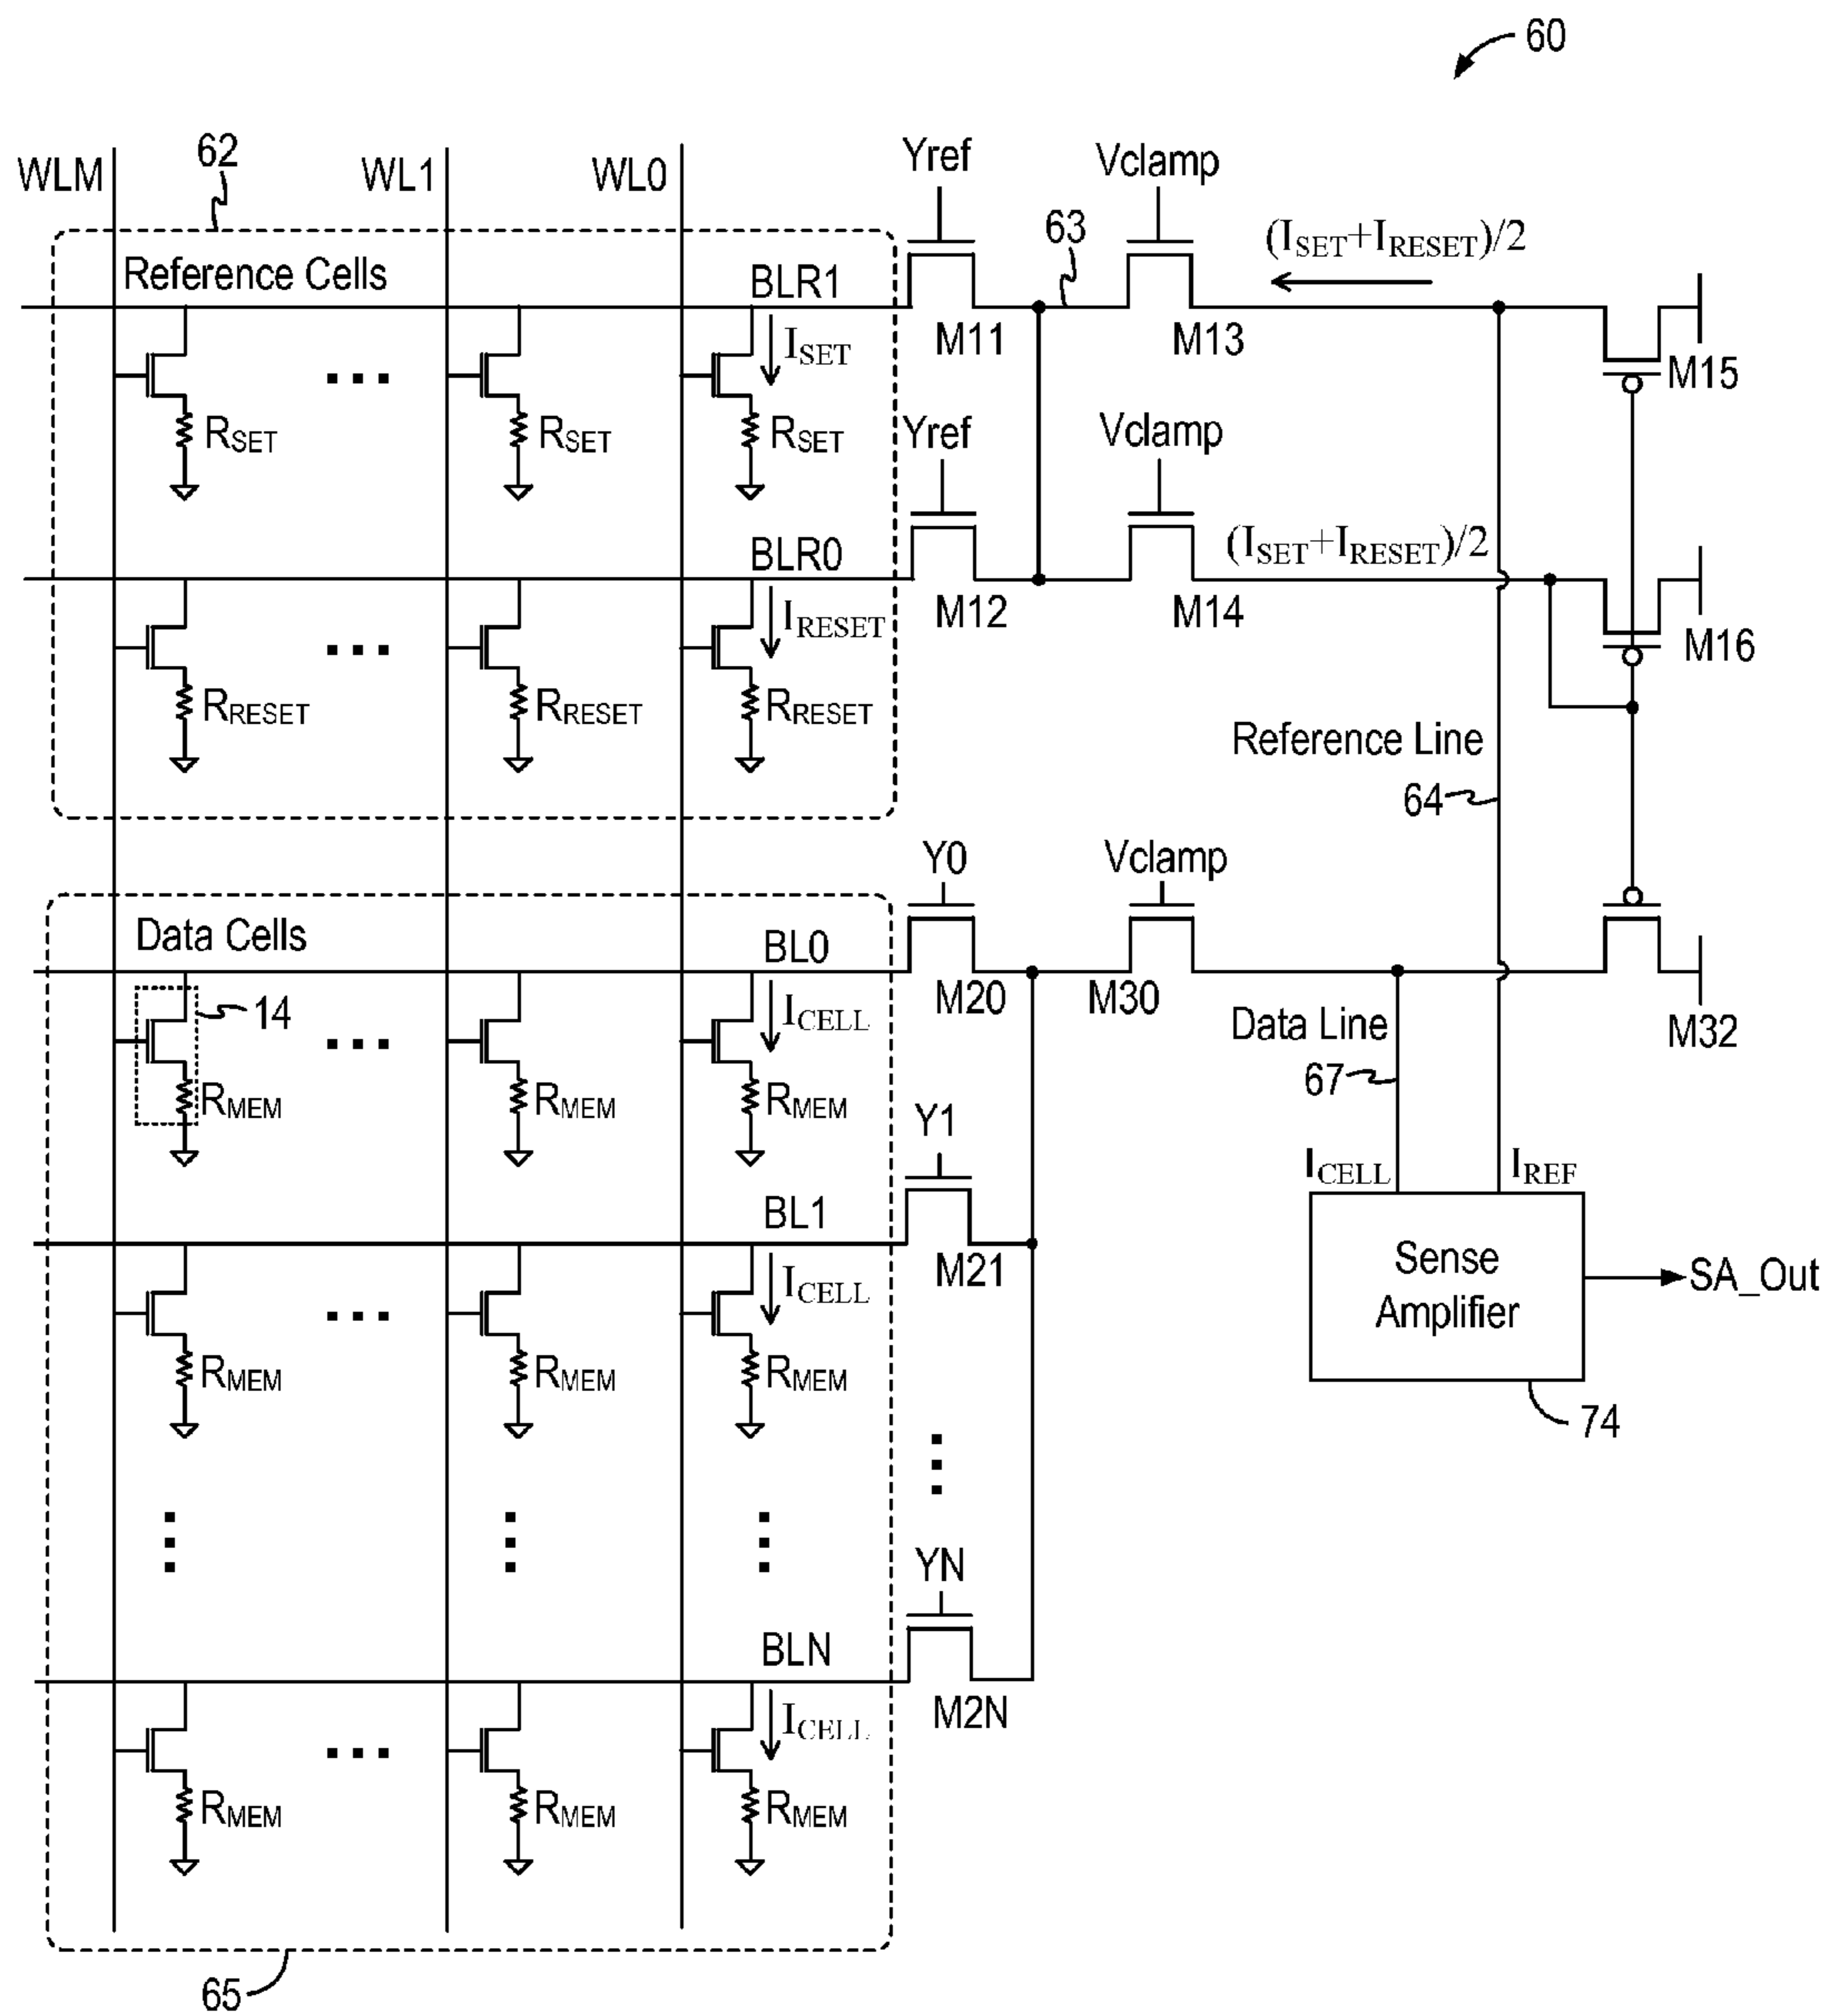 60
62
WLM WL1 WL0 Yref Vclamp
63
(ISET+IRESET)/2
Reference Cells BLR1
M11 M13 M15
ISET
RSET RSET RSET
Yref Vclamp
BLR0
(ISET+IRESET)/2
M12 M14 M16
IRESET
RRESET RRESET RRESET
Reference Line
64
Y0 Vclamp
Data Cells BL0
M20 M30 M32
14
ICELL
Data Line
67
RMEM RMEM RMEM
Y1
ICELL IREF
BL1
M21
ICELL
Sense
Amplifier
SA_Out
RMEM RMEM RMEM
74
YN
BLN
M2N
ICELL
RMEM RMEM RMEM
65